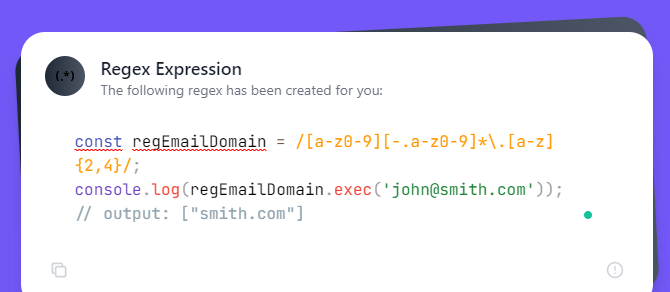 (.*)
Regex Expression
The following regex has been created for you:
const regEmailDomain = /[a-z0-9][-.a-z0-9]*\.[a-z]
{2,4}/;
console.log(regEmailDomain.exec('john@smith.com'));
// output: ["smith.com"]